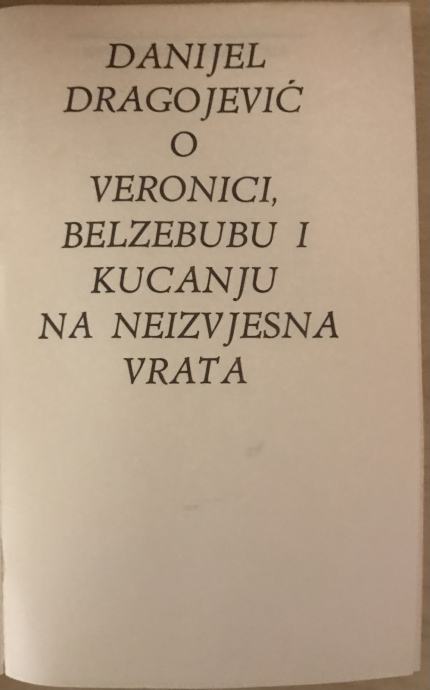 DANIJEL
DRAGOJEVIĆ
O
VERONICI,
BELZEBUBU I
KUCANJU
NA NEIZVJESNA
VRATA